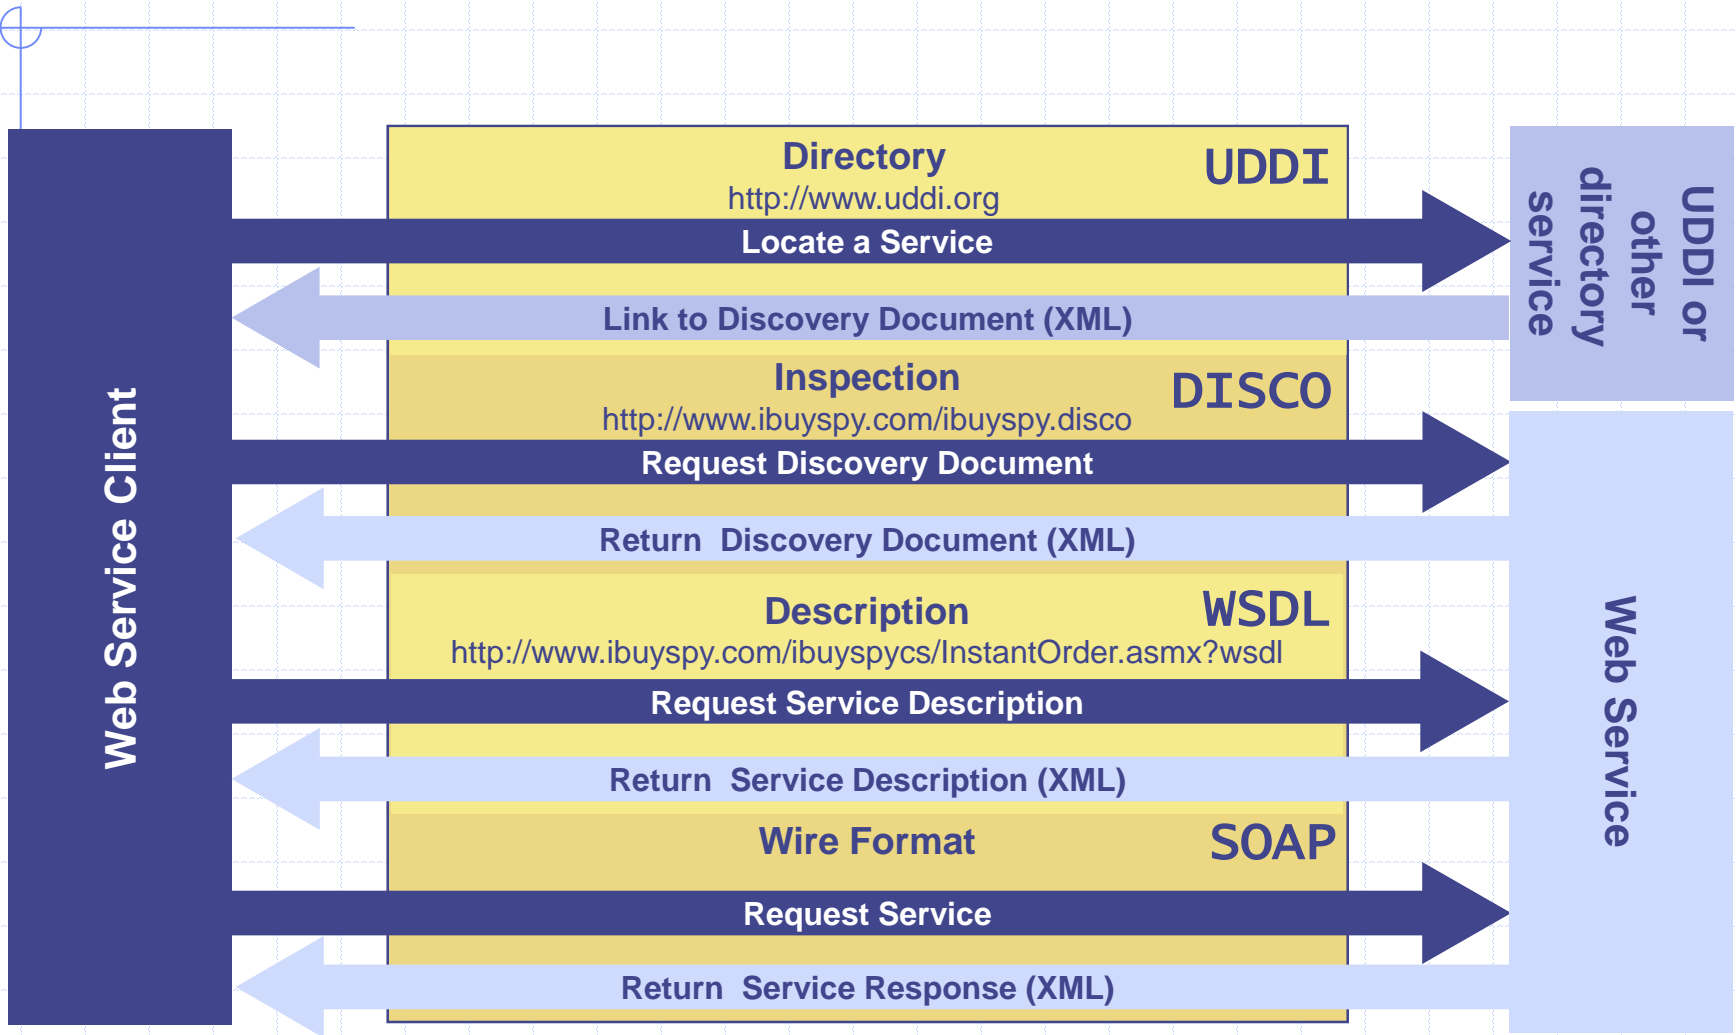 Web Service Client
Directory
UDDI
http://www.uddi.org
Locate a Service
Link to Discovery Document (XML)
Inspection
DISCO
http://www.ibuyspy.com/ibuyspy.disco
Request Discovery Document
Return  Discovery Document (XML)
Description
WSDL
http://www.ibuyspy.com/ibuyspycs/InstantOrder.asmx?wsdl
Request Service Description
Return  Service Description (XML)
Wire Format
SOAP
Request Service
Return  Service Response (XML)
UDDI or
other
directory
service
Web Service